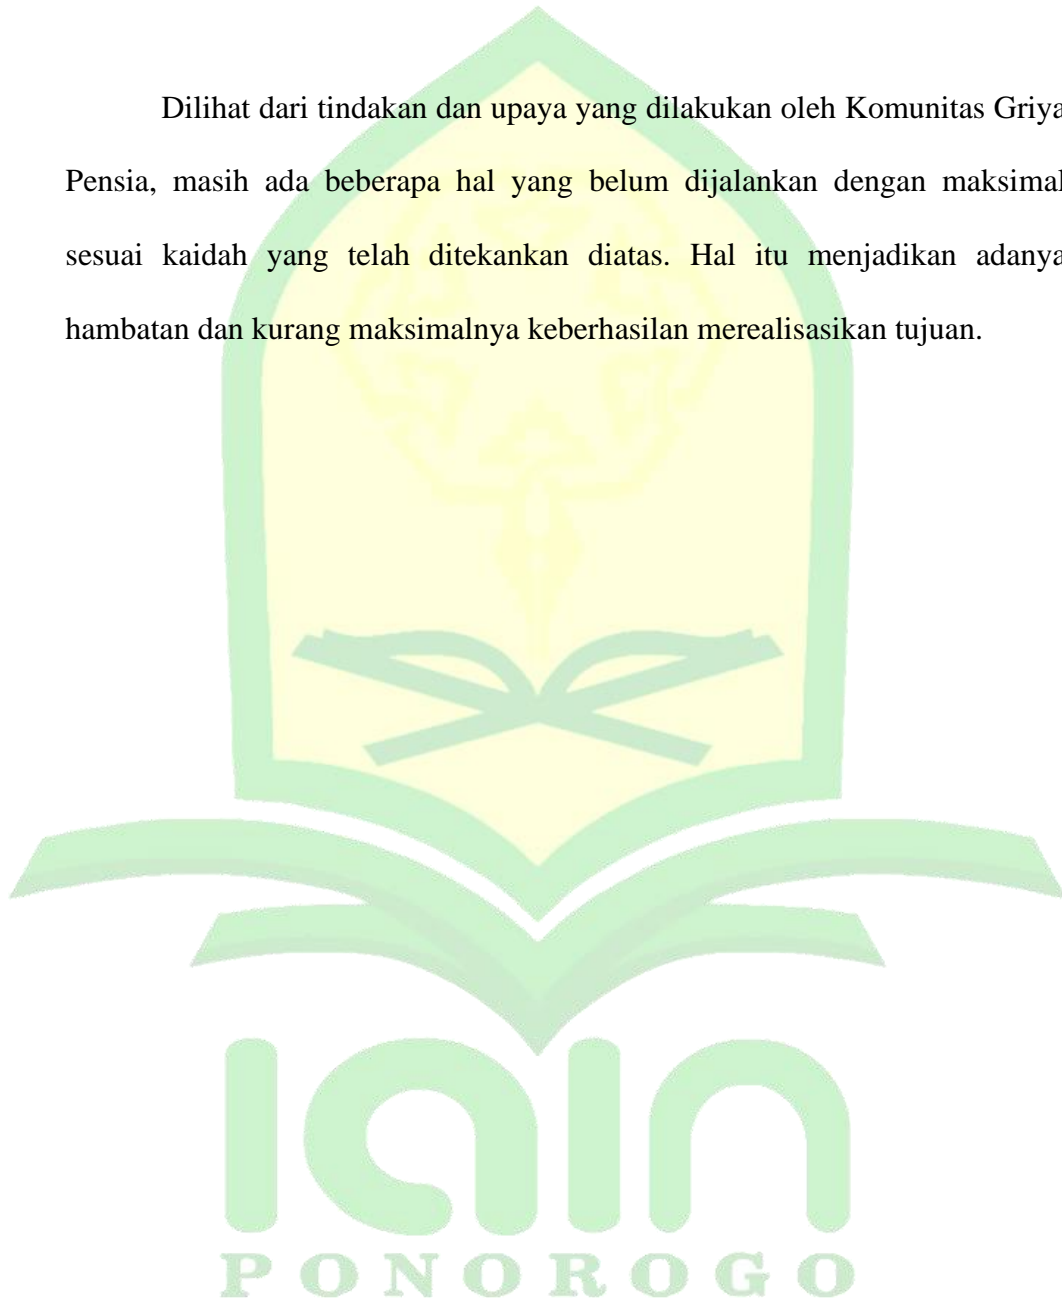 Dilihat dari tindakan dan upaya yang dilakukan oleh Komunitas Griya
Pensia, masih ada beberapa hal yang belum dijalankan dengan maksimal
sesuai kaidah yang telah ditekankan diatas. Hal itu menjadikan adanya
hambatan dan kurang maksimalnya keberhasilan merealisasikan tujuan.
iain
PONOROGO